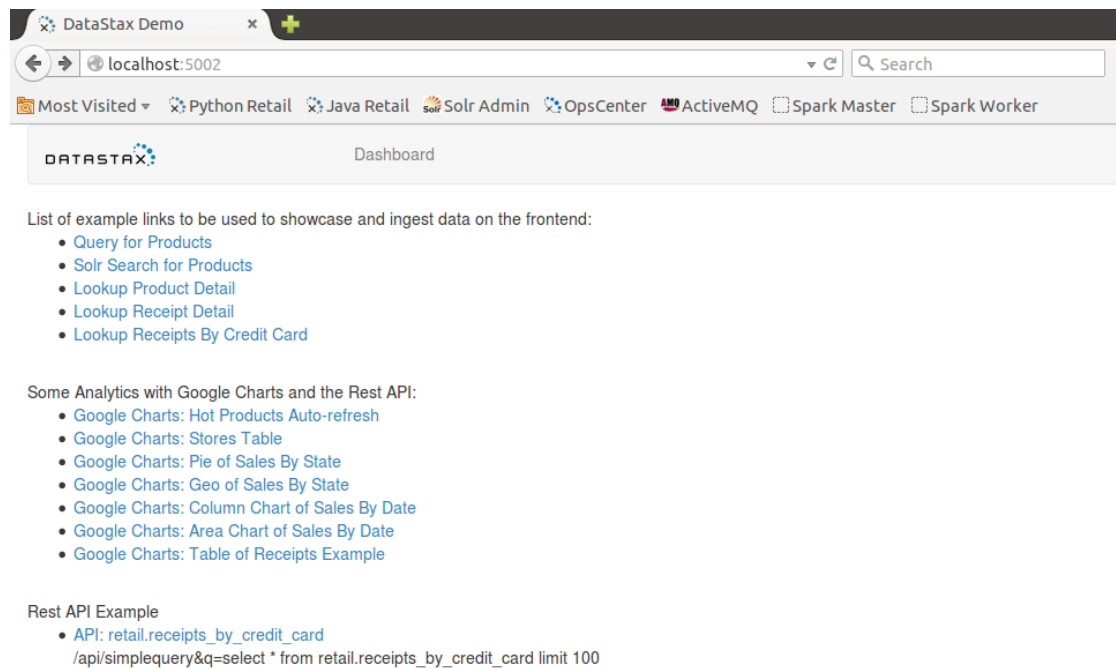 DataStax Demo
localhost:5002
Search
Most Visited Python Retail Java Retail Solr Admin OpsCenter ActiveMQ Spark Master Spark Worker
DATASTAX Dashboard
List of example links to be used to showcase and ingest data on the frontend:
Query for Products
Solr Search for Products
Lookup Product Detail
Lookup Receipt Detail
Lookup Receipts By Credit Card
Some Analytics with Google Charts and the Rest API:
Google Charts: Hot Products Auto-refresh
Google Charts: Stores Table
Google Charts: Pie of Sales By State
Google Charts: Geo of Sales By State
Google Charts: Column Chart of Sales By Date
Google Charts: Area Chart of Sales By Date
Google Charts: Table of Receipts Example
Rest API Example
API: retail.receipts_by_credit_card
/api/simplequery&q=select * from retail.receipts_by_credit_card limit 100